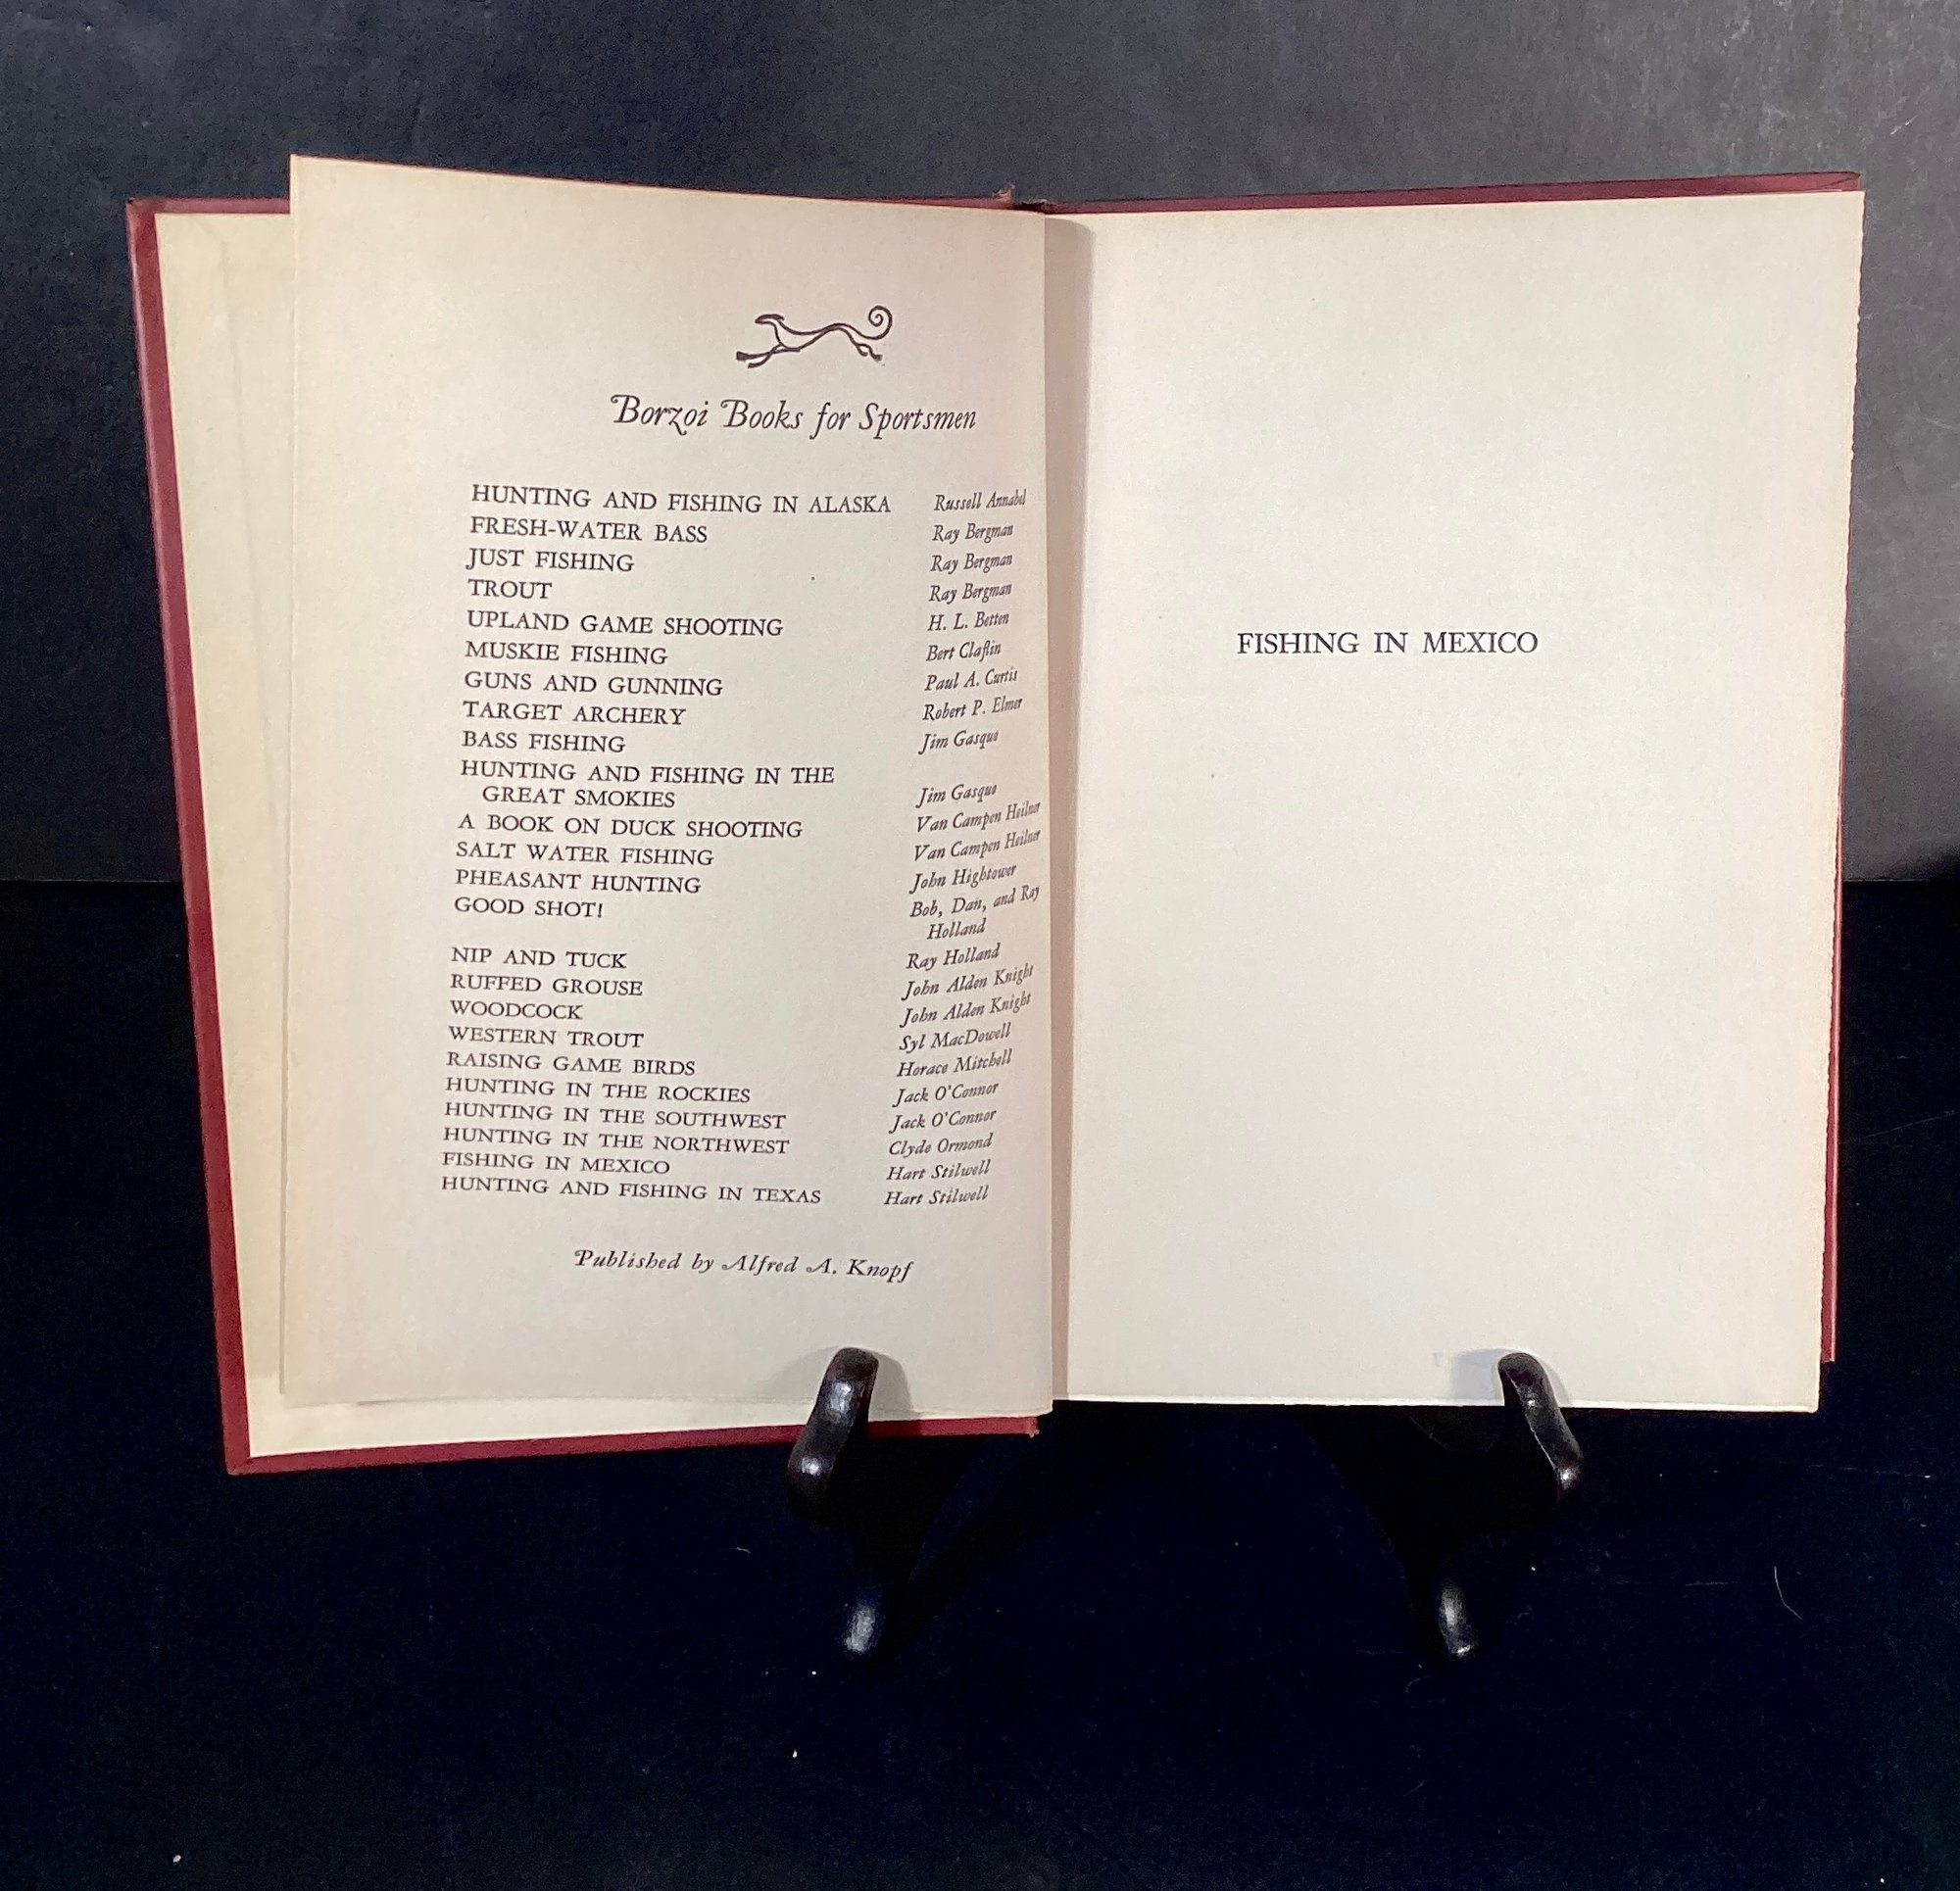 Borzoi Books for Sportsmen
HUNTING AND FISHING IN ALASKA Russell Annabel
FRESH-WATER BASS Ray Bergman
JUST FISHING Ray Bergman
TROUT Ray Bergman
UPLAND GAME SHOOTING H. L. Betten
MUSKIE FISHING Bert Claflin
GUNS AND GUNNING Paul A. Curtis
TARGET ARCHERY Robert P. Elmer
BASS FISHING Jim Gasque
HUNTING AND FISHING IN THE
GREAT SMOKIES Jim Gasque
A BOOK ON DUCK SHOOTING Van Campen Heilner
SALT WATER FISHING Van Campen Heilner
PHEASANT HUNTING John Hightower
GOOD SHOT! Bob, Dan, and Ray
Holland
NIP AND TUCK Ray Holland
RUFFED GROUSE John Alden Knight
WOODCOCK John Alden Knight
WESTERN TROUT Syl MacDowell
RAISING GAME BIRDS Horace Mitchell
HUNTING IN THE ROCKIES Jack O'Connor
HUNTING IN THE SOUTHWEST Jack O'Connor
HUNTING IN THE NORTHWEST Clyde Ormond
FISHING IN MEXICO Hart Stilwell
HUNTING AND FISHING IN TEXAS Hart Stilwell
Published by Alfred A. Knopf
FISHING IN MEXICO